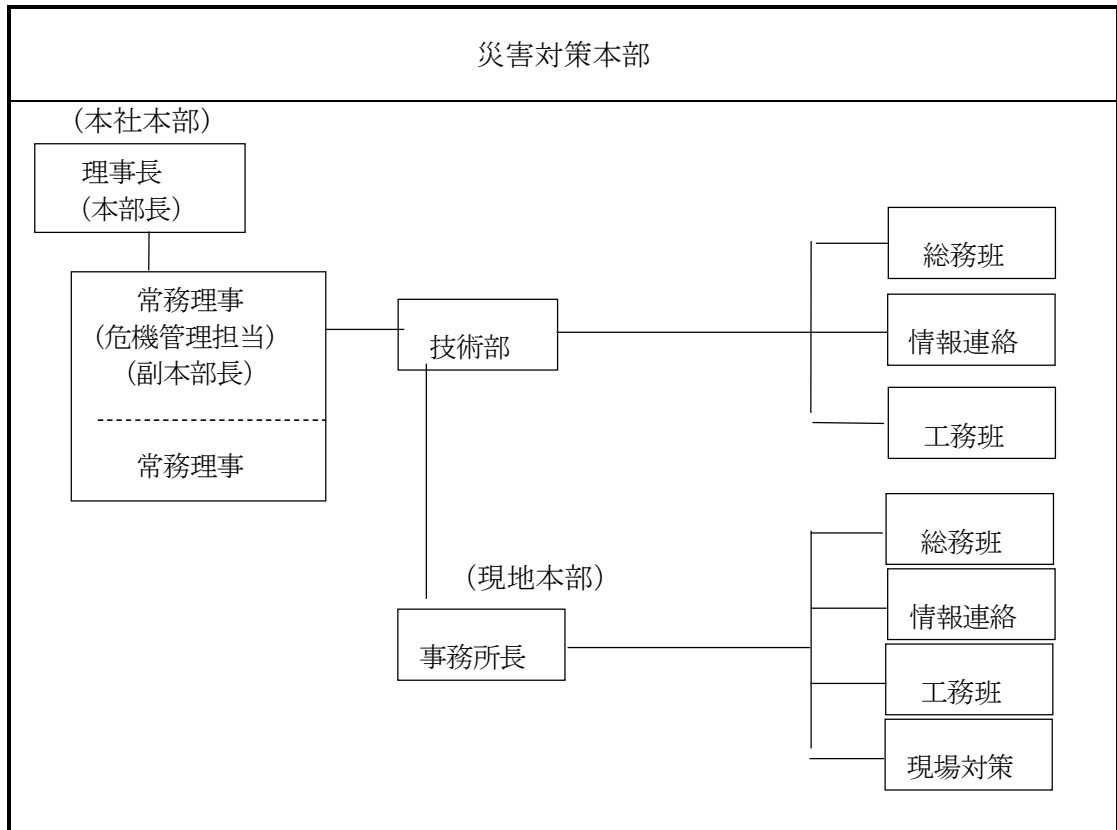 災害対策本部
(本社本部)
理事長
(本部長)
常務理事
(危機管理担当)
(副本部長)
常務理事
技術部
総務班
情報連絡
工務班
(現地本部)
事務所長
総務班
情報連絡
工務班
現場対策